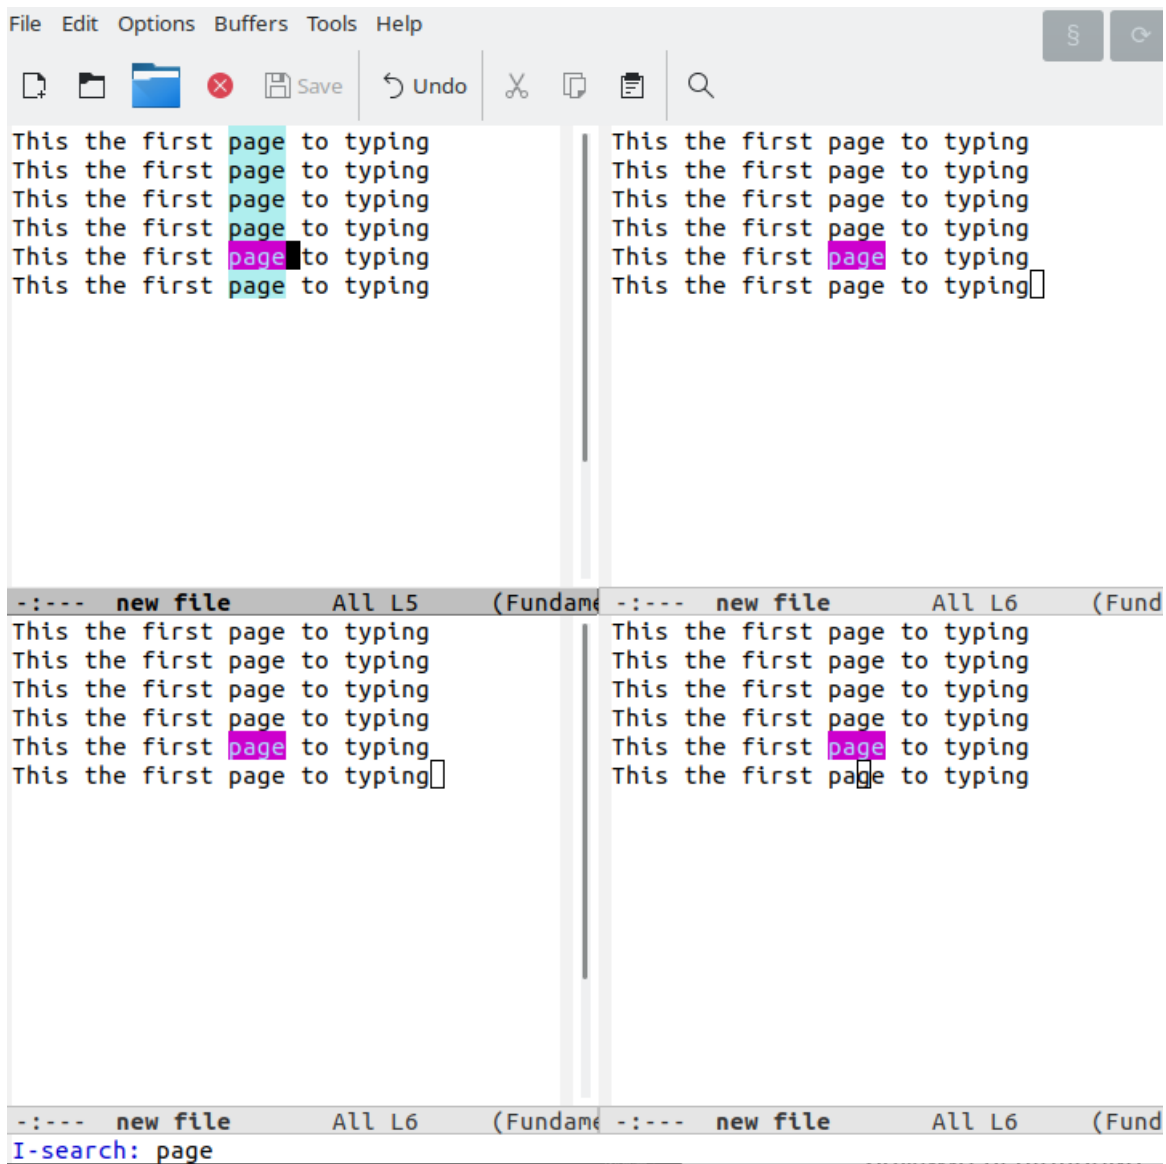 File Edit Options Buffers Tools Help
§ ⟳
Save Undo
This the first page to typing
This the first page to typing
This the first page to typing
This the first page to typing
This the first page to typing
This the first page to typing
-:--- new file All L5 (Fundame
This the first page to typing
This the first page to typing
This the first page to typing
This the first page to typing
This the first page to typing
This the first page to typing
-:--- new file All L6 (Fund
This the first page to typing
This the first page to typing
This the first page to typing
This the first page to typing
This the first page to typing
This the first page to typing
-:--- new file All L6 (Fundame
This the first page to typing
This the first page to typing
This the first page to typing
This the first page to typing
This the first page to typing
This the first page to typing
-:--- new file All L6 (Fund
I-search: page